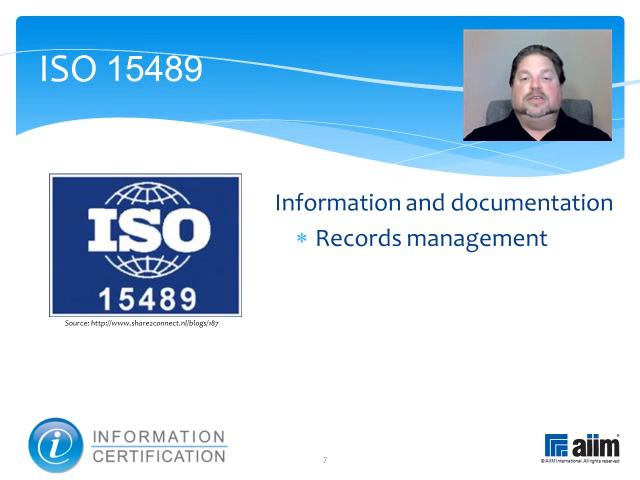 ISO 15489
ISO
15489
Source: http://www.share2connect.nl/blogs/187
Information and documentation
* Records management
i INFORMATION
CERTIFICATION
7
aiim
© AIIM International. All rights reserved